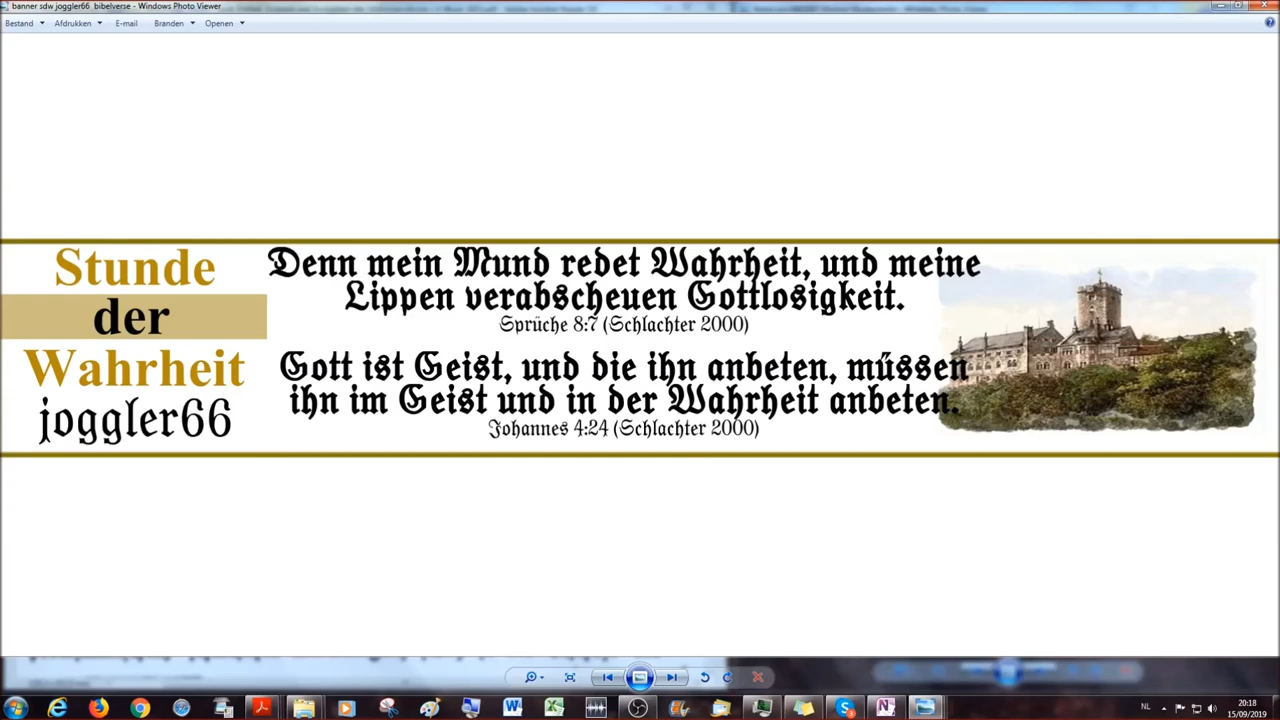 banner sdw joggler66 bibelverse - Windows Photo Viewer
Bestand Afdrukken E-mail Branden Openen
Stunde
der
Wahrheit
joggler66
Denn mein Mund redet Wahrheit, und meine
Lippen verabscheuen Gottlosigkeit.
Sprüche 8:7 (Schlachter 2000)
Gott ist Geist, und die ihn anbeten, müssen
ihn im Geist und in der Wahrheit anbeten.
Johannes 4:24 (Schlachter 2000)
NL
20:18
15/09/2019